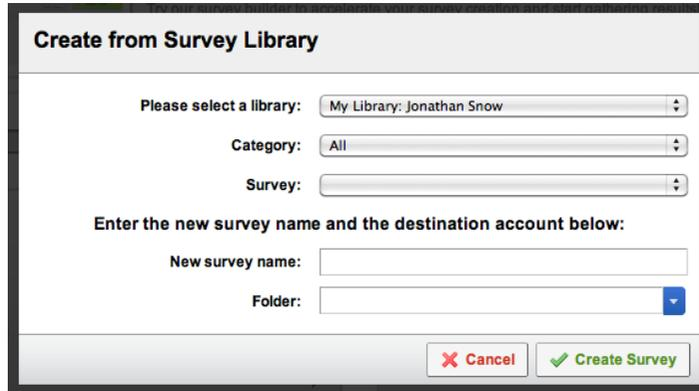 Try our survey builder to accelerate your survey creation and start gathering results
Create from Survey Library
Please select a library: My Library: Jonathan Snow
Category: All
Survey:
Enter the new survey name and the destination account below:
New survey name:
Folder:
Cancel Create Survey